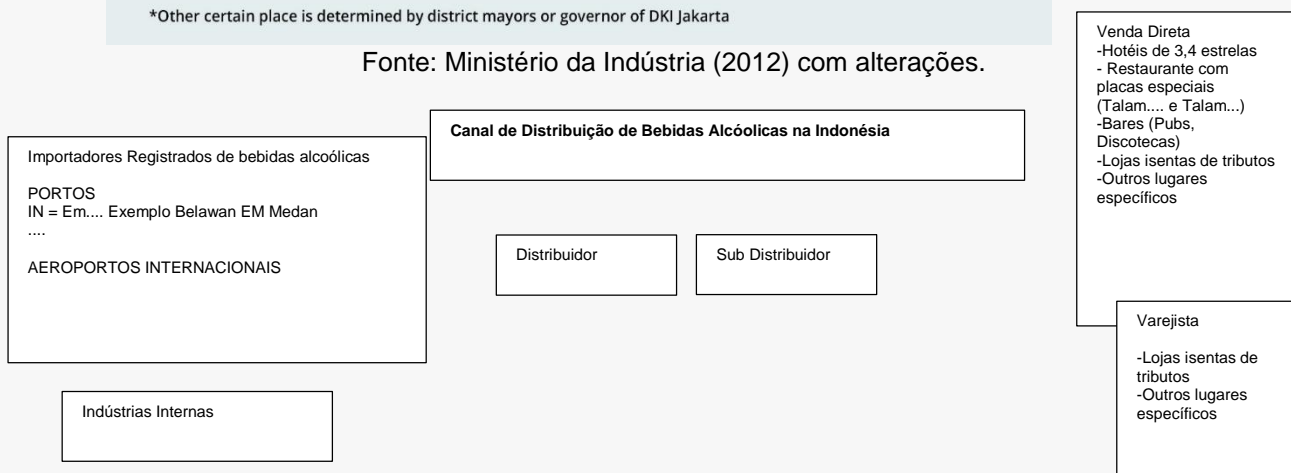 *Other certain place is determined by district mayors or governor of DKI Jakarta
Fonte: Ministério da Indústria (2012) com alterações.
Canal de Distribuição de Bebidas Alcóolicas na Indonésia
Importadores Registrados de bebidas alcoólicas
PORTOS
IN = Em.... Exemplo Belawan EM Medan
....
AEROPORTOS INTERNACIONAIS
Distribuidor
Sub Distribuidor
Indústrias Internas
Venda Direta
-Hotéis de 3,4 estrelas
- Restaurante com
placas especiais
(Talam.... e Talam...)
-Bares (Pubs,
Discotecas)
-Lojas isentas de tributos
-Outros lugares
específicos
Varejista
-Lojas isentas de
tributos
-Outros lugares
específicos